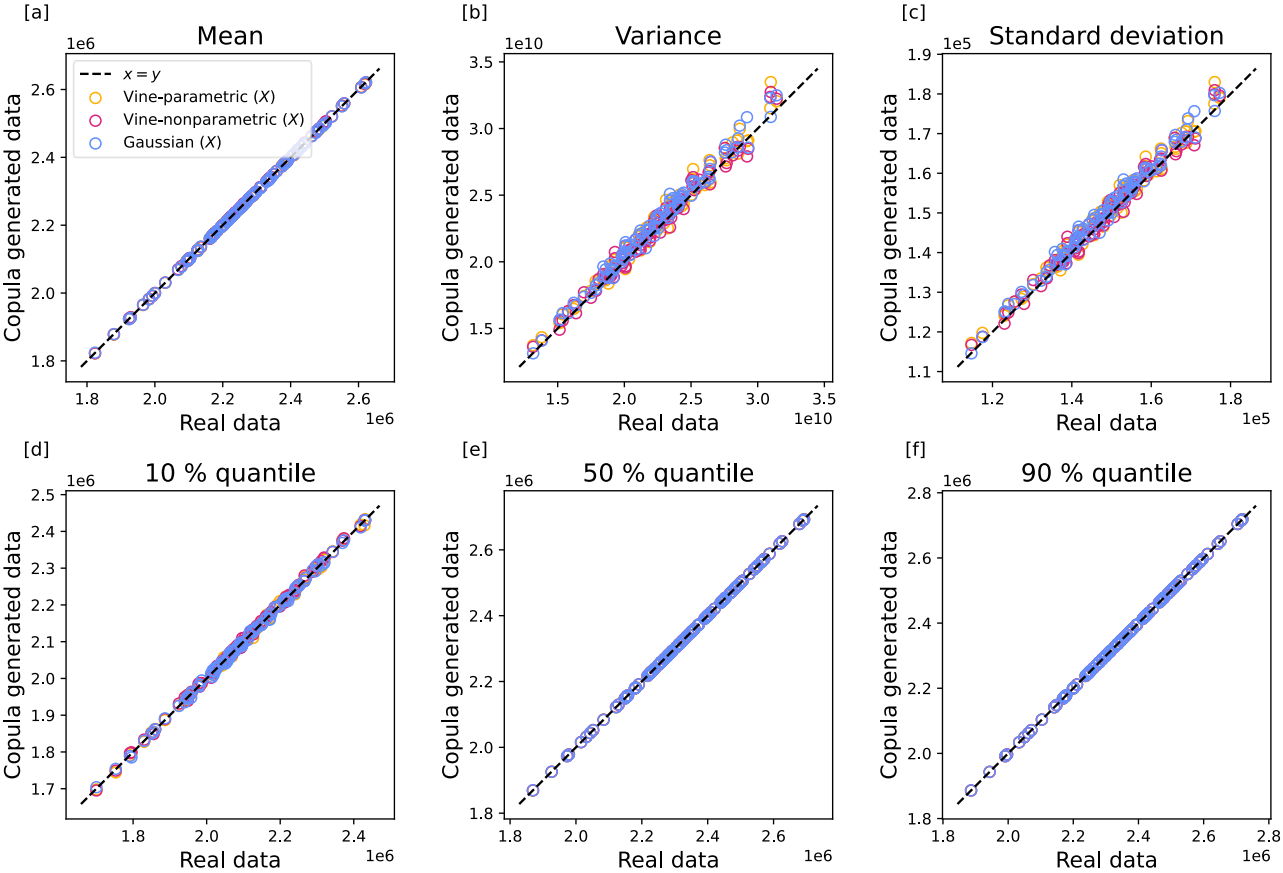 [a]
Mean
1e6
2.6
2.4
2.2
2.0
1.8
Copula generated data
x = y
Vine-parametric (X)
Vine-nonparametric (X)
Gaussian (X)
1.8 2.0 2.2 2.4 2.6
1e6
Real data
[b]
Variance
1e10
3.5
3.0
2.5
2.0
1.5
Copula generated data
1.5 2.0 2.5 3.0 3.5
1e10
Real data
[c]
Standard deviation
1e5
1.9
1.8
1.7
1.6
1.5
1.4
1.3
1.2
1.1
Copula generated data
1.2 1.4 1.6 1.8
1e5
Real data
[d]
10 % quantile
1e6
2.5
2.4
2.3
2.2
2.1
2.0
1.9
1.8
1.7
Copula generated data
1.8 2.0 2.2 2.4
1e6
Real data
[e]
50 % quantile
1e6
2.6
2.4
2.2
2.0
1.8
Copula generated data
1.8 2.0 2.2 2.4 2.6
1e6
Real data
[f]
90 % quantile
1e6
2.8
2.6
2.4
2.2
2.0
1.8
Copula generated data
1.8 2.0 2.2 2.4 2.6 2.8
1e6
Real data